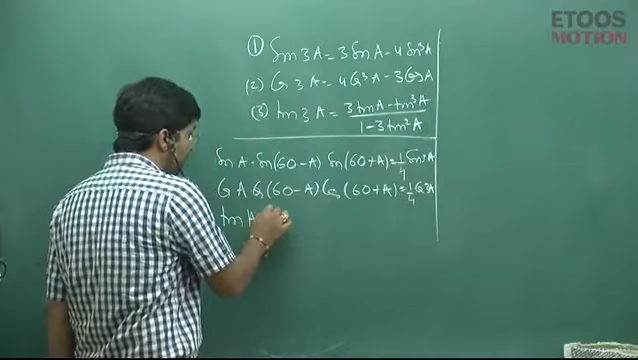 ETOOS
MOTION
① Sin 3A = 3 Sin A - 4 Sin³A
(2) Cos 3A = 4 Cos³A - 3 Cos A
(3) tan 3A = (3 tan A - tan³A) / (1 - 3 tan²A)
Sin A · Sin(60 - A) Sin(60 + A) = 1/4 Sin 3A
Cos A Cos(60 - A) Cos(60 + A) = 1/4 Cos 3A
tan A